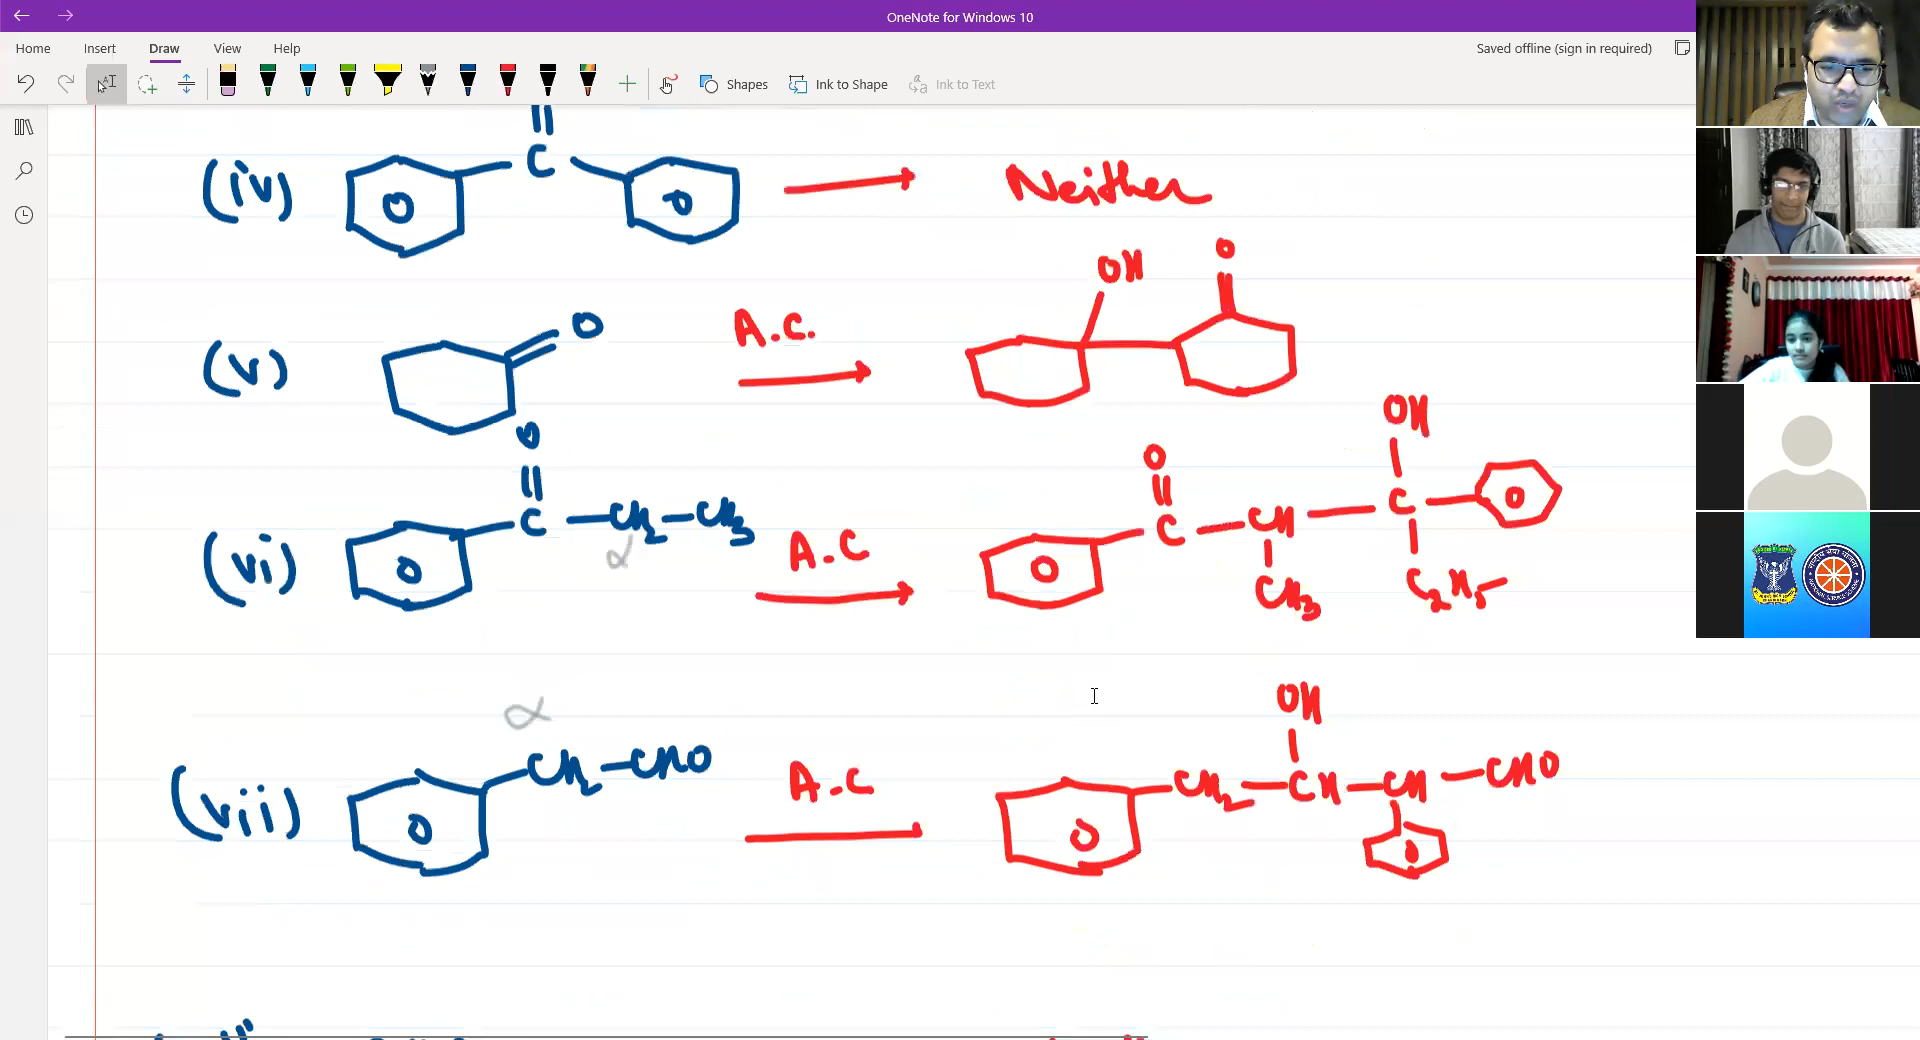 OneNote for Windows 10
Home Insert Draw View Help
Saved offline (sign in required)
Shapes
Ink to Shape
Ink to Text
(iv) C → Neither
(v) O A.C. → OH O
(vi) O C—CH2—CH3 α A.C → O C—CH—C OH CH3 C2H5
(vii) α CH2—CHO A.C OH CH2—CH—CH—CHO